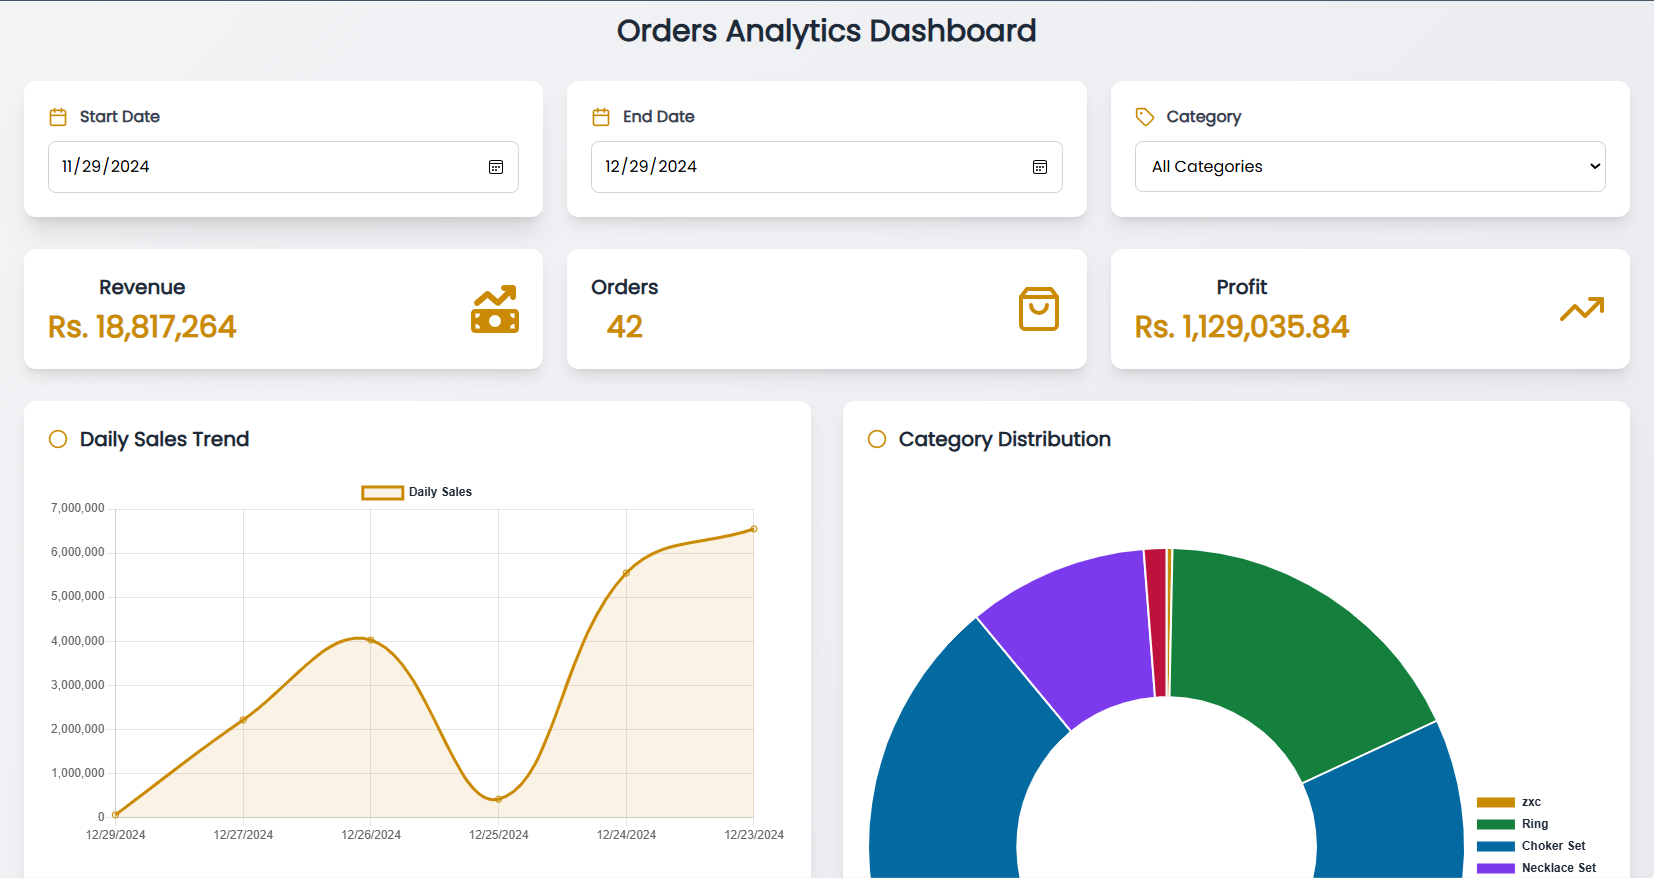 Orders Analytics Dashboard
Start Date
11/29/2024
End Date
12/29/2024
Category
All Categories
Revenue
Rs. 18,817,264
Orders
42
Profit
Rs. 1,129,035.84
Daily Sales Trend
Daily Sales
7,000,000
6,000,000
5,000,000
4,000,000
3,000,000
2,000,000
1,000,000
0
12/29/2024 12/27/2024 12/26/2024 12/25/2024 12/24/2024 12/23/2024
Category Distribution
zxc
Ring
Choker Set
Necklace Set